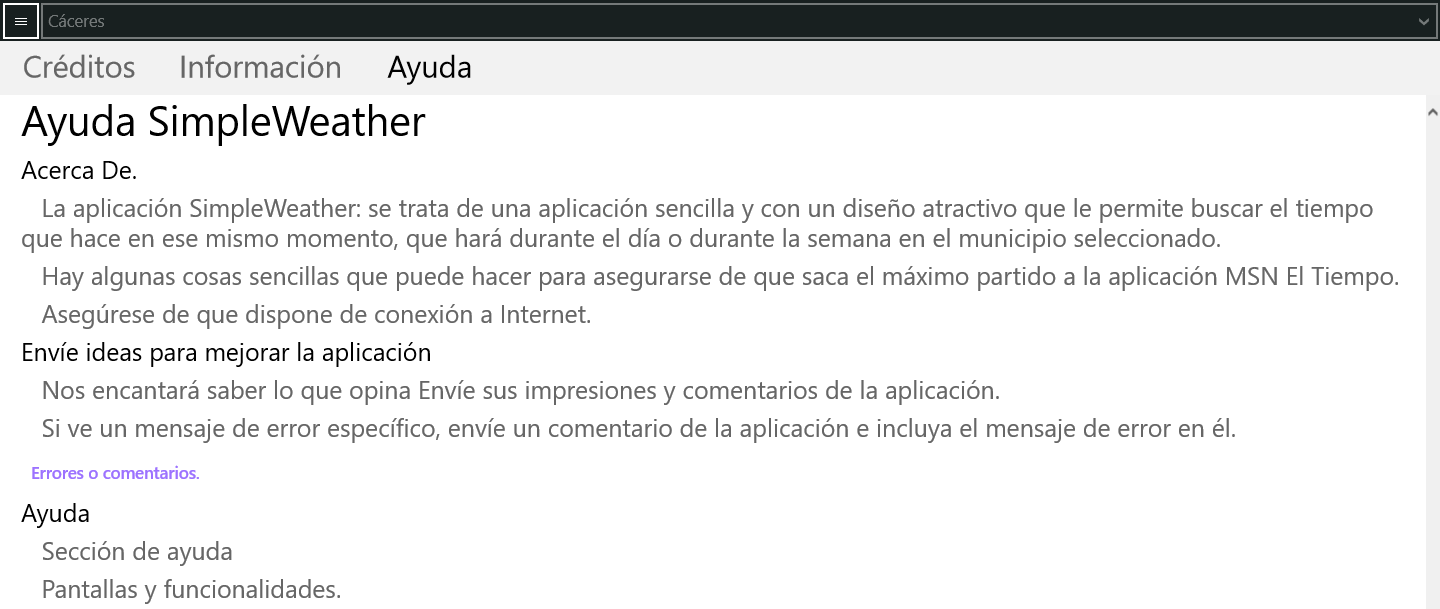 Cáceres
Créditos Información Ayuda
Ayuda SimpleWeather
Acerca De.
La aplicación SimpleWeather: se trata de una aplicación sencilla y con un diseño atractivo que le permite buscar el tiempo
que hace en ese mismo momento, que hará durante el día o durante la semana en el municipio seleccionado.
Hay algunas cosas sencillas que puede hacer para asegurarse de que saca el máximo partido a la aplicación MSN El Tiempo.
Asegúrese de que dispone de conexión a Internet.
Envíe ideas para mejorar la aplicación
Nos encantará saber lo que opina Envíe sus impresiones y comentarios de la aplicación.
Si ve un mensaje de error específico, envíe un comentario de la aplicación e incluya el mensaje de error en él.
Errores o comentarios.
Ayuda
Sección de ayuda
Pantallas y funcionalidades.